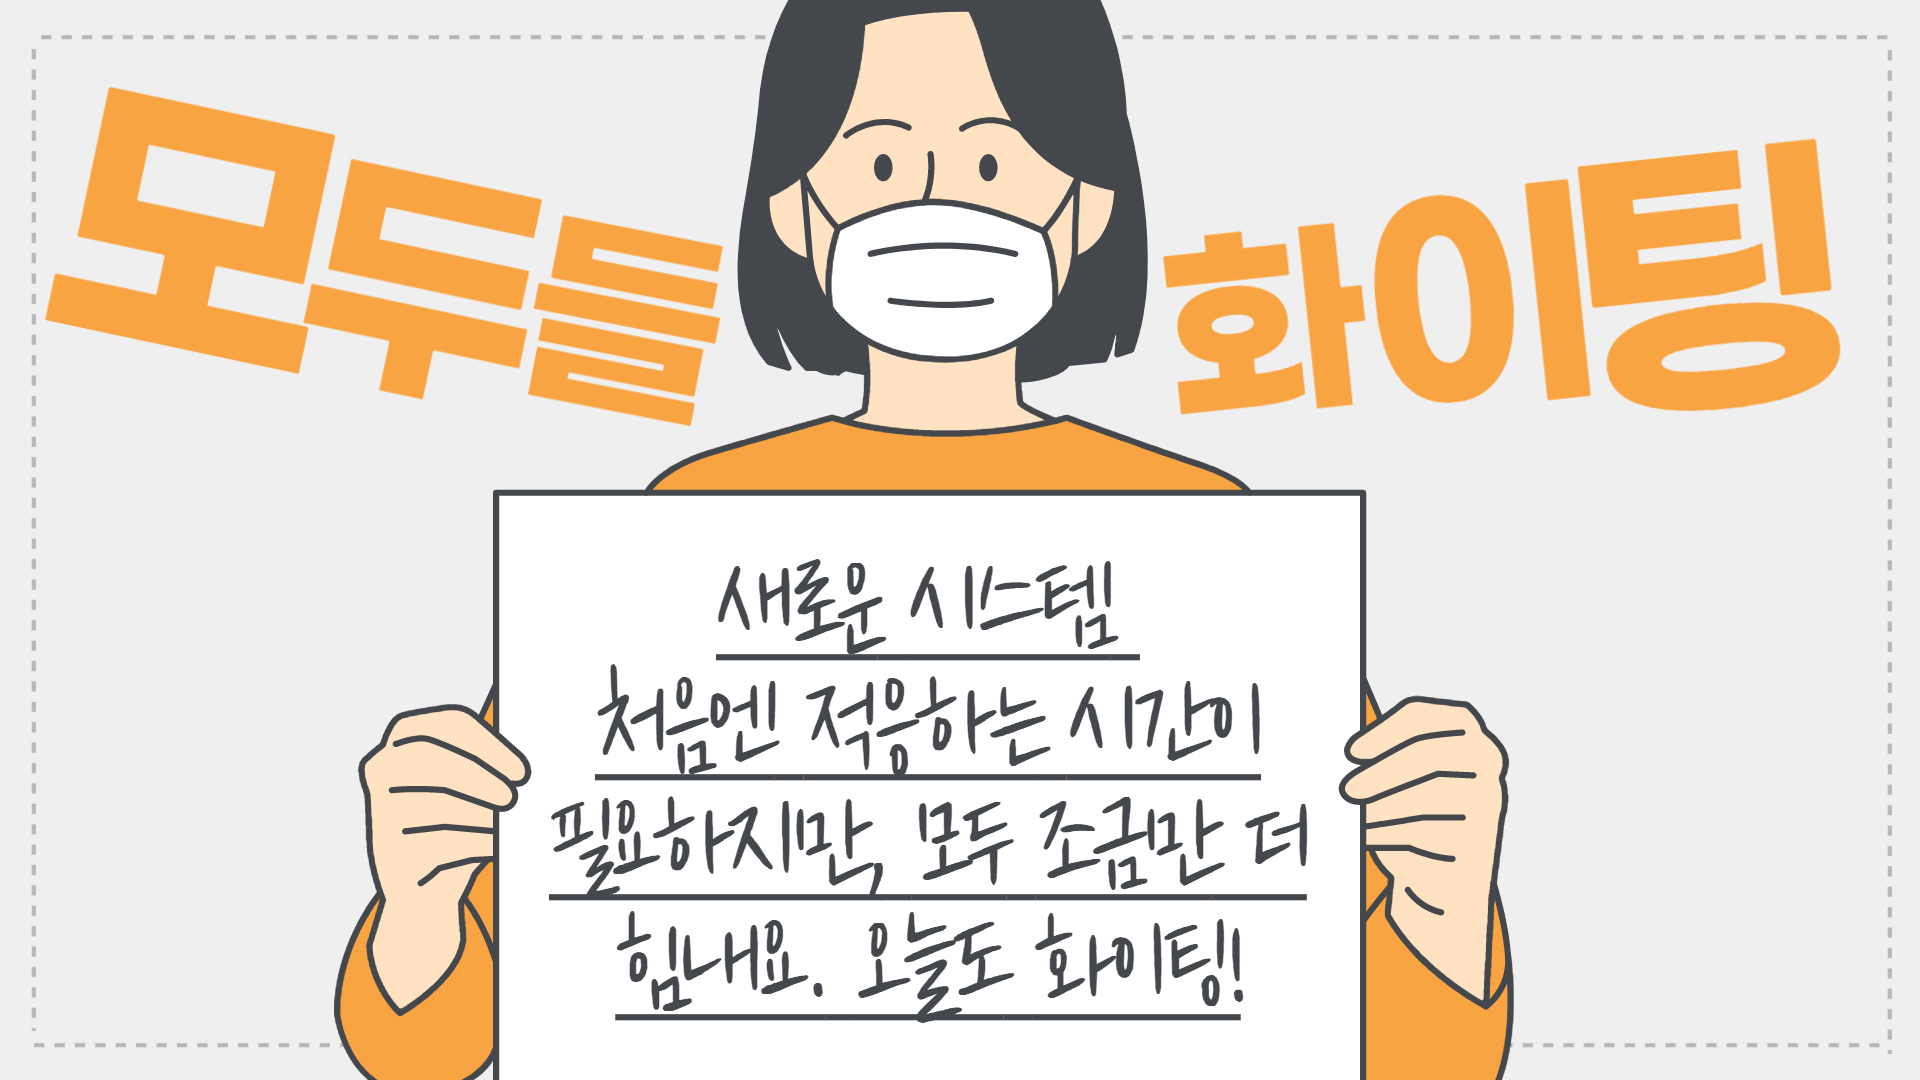 모두들 화이팅
새로운 시스템
처음엔 적응하는 시간이
필요하지만, 모두 조금만 더
힘내요. 오늘도 화이팅!